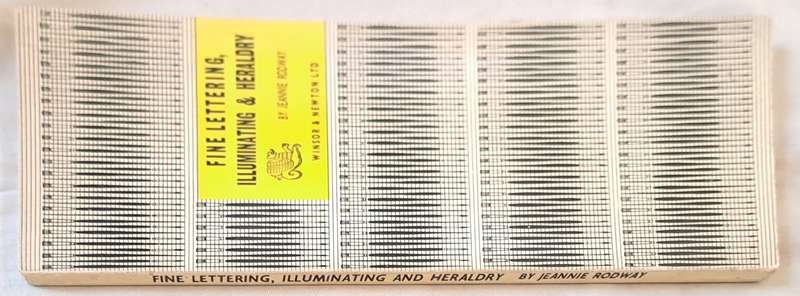 FINE LETTERING,
ILLUMINATING & HERALDRY
BY JEANNIE RODWAY
WINSOR & NEWTON LTD
FINE LETTERING, ILLUMINATING AND HERALDRY BY JEANNIE RODWAY